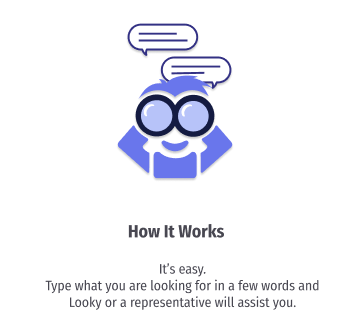 How It Works
It's easy.
Type what you are looking for in a few words and
Looky or a representative will assist you.